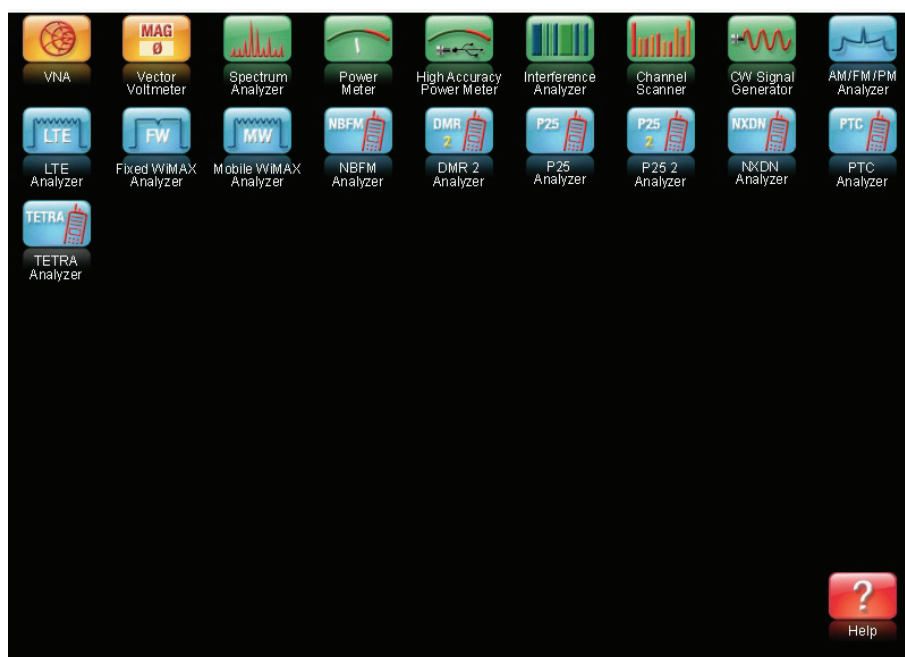 MAG
Ø
VNA
Vector
Voltmeter
Spectrum
Analyzer
Power
Meter
High Accuracy
Power Meter
Interference
Analyzer
Channel
Scanner
CW Signal
Generator
AM/FM/PM
Analyzer
LTE
LTE
Analyzer
FW
Fixed WiMAX
Analyzer
MW
Mobile WiMAX
Analyzer
NBFM
NBFM
Analyzer
DMR
2
DMR 2
Analyzer
P25
P25
Analyzer
P25
2
P25 2
Analyzer
NXDN
NXDN
Analyzer
PTC
PTC
Analyzer
TETRA
TETRA
Analyzer
?
Help